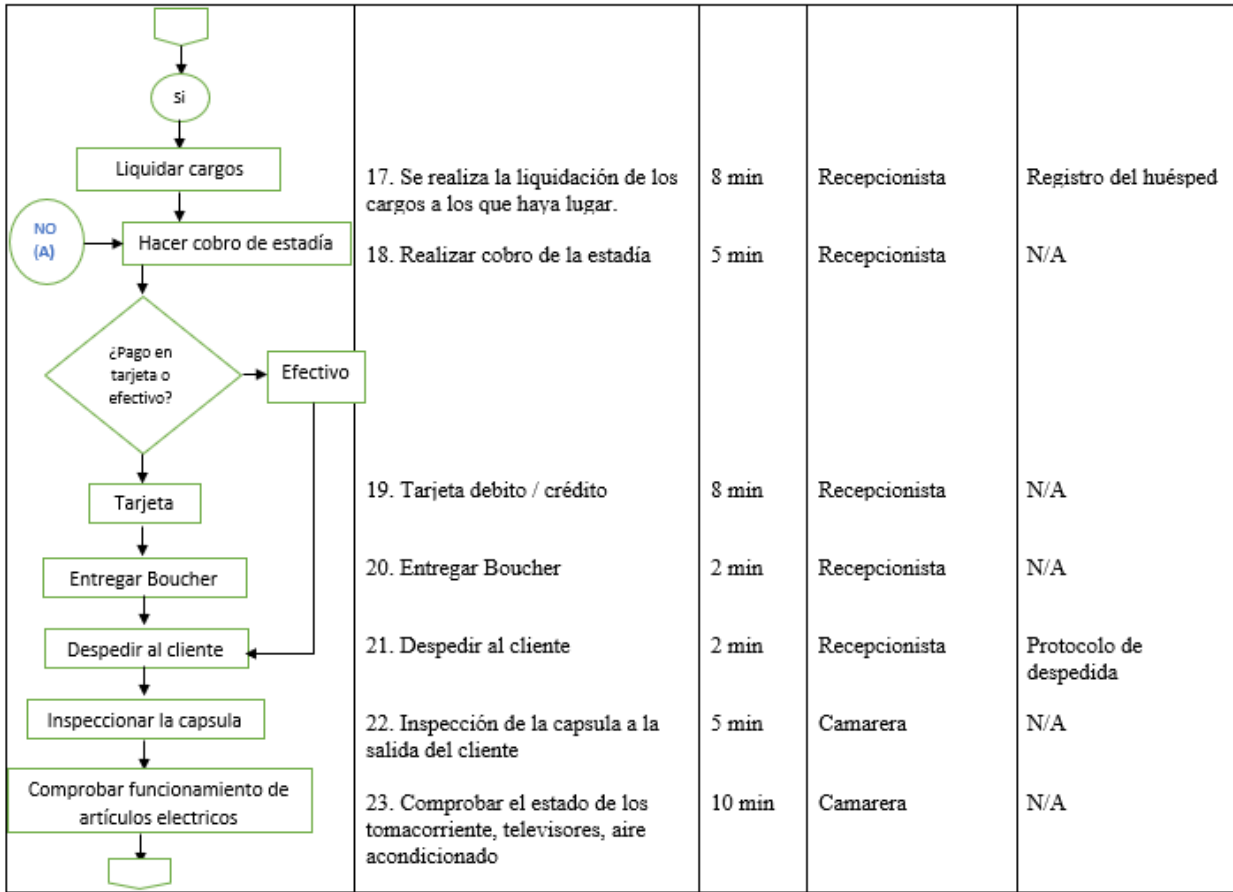 si
Liquidar cargos
17. Se realiza la liquidación de los
cargos a los que haya lugar.
8 min
Recepcionista
Registro del huésped
NO
(A)
Hacer cobro de estadía
18. Realizar cobro de la estadía
5 min
Recepcionista
N/A
¿Pago en
tarjeta o
efectivo?
Efectivo
Tarjeta
19. Tarjeta debito / crédito
8 min
Recepcionista
N/A
Entregar Boucher
20. Entregar Boucher
2 min
Recepcionista
N/A
Despedir al cliente
21. Despedir al cliente
2 min
Recepcionista
Protocolo de
despedida
Inspeccionar la capsula
22. Inspección de la capsula a la
salida del cliente
5 min
Camarera
N/A
Comprobar funcionamiento de
artículos electricos
23. Comprobar el estado de los
tomacorriente, televisores, aire
acondicionado
10 min
Camarera
N/A